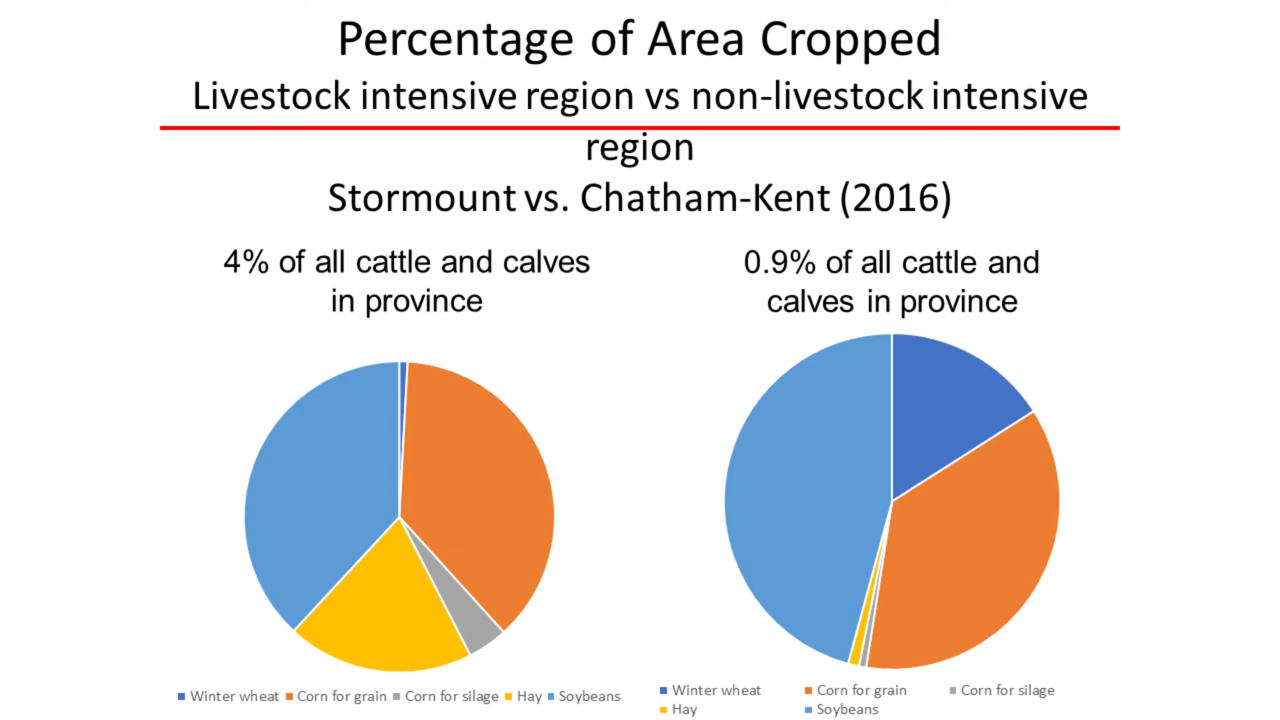 Percentage of Area Cropped
Livestock intensive region vs non-livestock intensive
region
Stormount vs. Chatham-Kent (2016)
4% of all cattle and calves
in province
0.9% of all cattle and
calves in province
Winter wheat Corn for grain Corn for silage Hay Soybeans
Winter wheat Corn for grain Corn for silage
Hay Soybeans